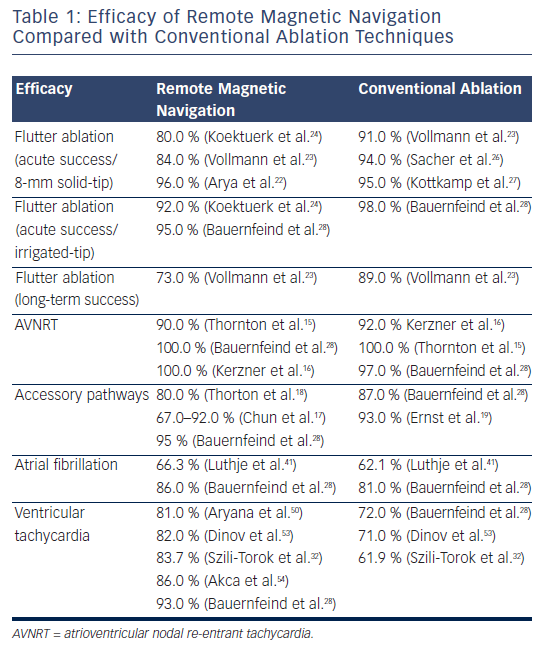 Table 1: Efficacy of Remote Magnetic Navigation
Compared with Conventional Ablation Techniques
Efficacy Remote Magnetic Conventional Ablation
Navigation
Flutter ablation 80.0 % (Koektuerk et al.²⁴) 91.0 % (Vollmann et al.²³)
(acute success/ 84.0 % (Vollmann et al.²³) 94.0 % (Sacher et al.²⁶)
8-mm solid-tip) 96.0 % (Arya et al.²²) 95.0 % (Kottkamp et al.²⁷)
Flutter ablation 92.0 % (Koektuerk et al.²⁴) 98.0 % (Bauernfeind et al.²⁸)
(acute success/ 95.0 % (Bauernfeind et al.²⁸)
irrigated-tip)
Flutter ablation 73.0 % (Vollmann et al.²³) 89.0 % (Vollmann et al.²³)
(long-term success)
AVNRT 90.0 % (Thornton et al.¹⁵) 92.0 % Kerzner et al.¹⁶)
100.0 % (Bauernfeind et al.²⁸) 100.0 % (Thornton et al.¹⁵)
100.0 % (Kerzner et al.¹⁶) 97.0 % (Bauernfeind et al.²⁸)
Accessory pathways 80.0 % (Thorton et al.¹⁸) 87.0 % (Bauernfeind et al.²⁸)
67.0–92.0 % (Chun et al.¹⁷) 93.0 % (Ernst et al.¹⁹)
95 % (Bauernfeind et al.²⁸)
Atrial fibrillation 66.3 % (Luthje et al.⁴¹) 62.1 % (Luthje et al.⁴¹)
86.0 % (Bauernfeind et al.²⁸) 81.0 % (Bauernfeind et al.²⁸)
Ventricular 81.0 % (Aryana et al.⁵⁰) 72.0 % (Bauernfeind et al.²⁸)
tachycardia 82.0 % (Dinov et al.⁵³) 71.0 % (Dinov et al.⁵³)
83.7 % (Szili-Torok et al.³²) 61.9 % (Szili-Torok et al.³²)
86.0 % (Akca et al.⁵⁴)
93.0 % (Bauernfeind et al.²⁸)
AVNRT = atrioventricular nodal re-entrant tachycardia.